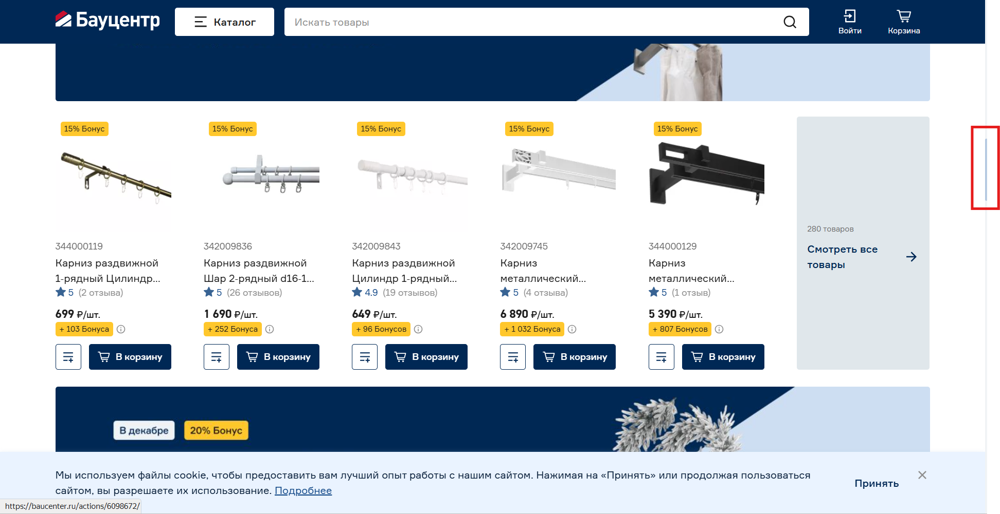 Бауцентр
Каталог
Искать товары
Войти
Корзина
15% Бонус
15% Бонус
15% Бонус
15% Бонус
15% Бонус
344000119
Карниз раздвижной
1-рядный Цилиндр...
5 (2 отзыва)
699 ₽/шт.
+ 103 Бонуса
В корзину
342009836
Карниз раздвижной
Шар 2-рядный d16-1...
5 (26 отзывов)
1 690 ₽/шт.
+ 252 Бонуса
В корзину
342009843
Карниз раздвижной
Цилиндр 1-рядный...
4.9 (19 отзывов)
649 ₽/шт.
+ 96 Бонусов
В корзину
342009745
Карниз
металлический...
5 (4 отзыва)
6 890 ₽/шт.
+ 1 032 Бонуса
В корзину
344000129
Карниз
металлический...
5 (1 отзыв)
5 390 ₽/шт.
+ 807 Бонусов
В корзину
280 товаров
Смотреть все
товары
В декабре
20% Бонус
Мы используем файлы cookie, чтобы предоставить вам лучший опыт работы с нашим сайтом. Нажимая на «Принять» или продолжая пользоваться
сайтом, вы разрешаете их использование. Подробнее
Принять
https://baucenter.ru/actions/6098672/